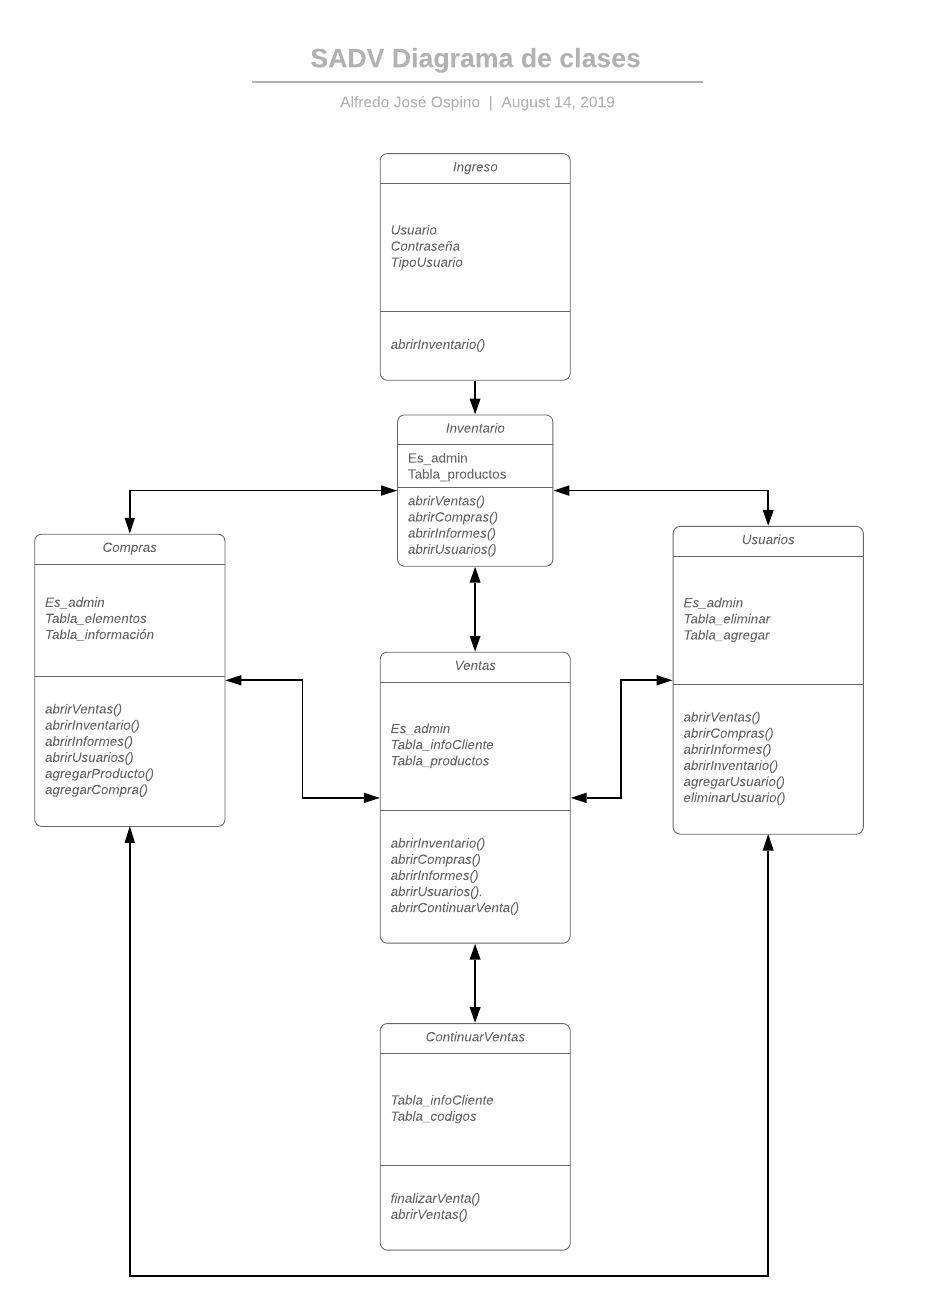 SADV Diagrama de clases
Alfredo José Ospino | August 14, 2019
Ingreso
Usuario
Contraseña
TipoUsuario
abrirInventario()
Inventario
Es_admin
Tabla_productos
abrirVentas()
abrirCompras()
abrirInformes()
abrirUsuarios()
Compras
Es_admin
Tabla_elementos
Tabla_información
abrirVentas()
abrirInventario()
abrirInformes()
abrirUsuarios()
agregarProducto()
agregarCompra()
Usuarios
Es_admin
Tabla_eliminar
Tabla_agregar
abrirVentas()
abrirCompras()
abrirInformes()
abrirInventario()
agregarUsuario()
eliminarUsuario()
Ventas
Es_admin
Tabla_infoCliente
Tabla_productos
abrirInventario()
abrirCompras()
abrirInformes()
abrirUsuarios().
abrirContinuarVenta()
ContinuarVentas
Tabla_infoCliente
Tabla_codigos
finalizarVenta()
abrirVentas()